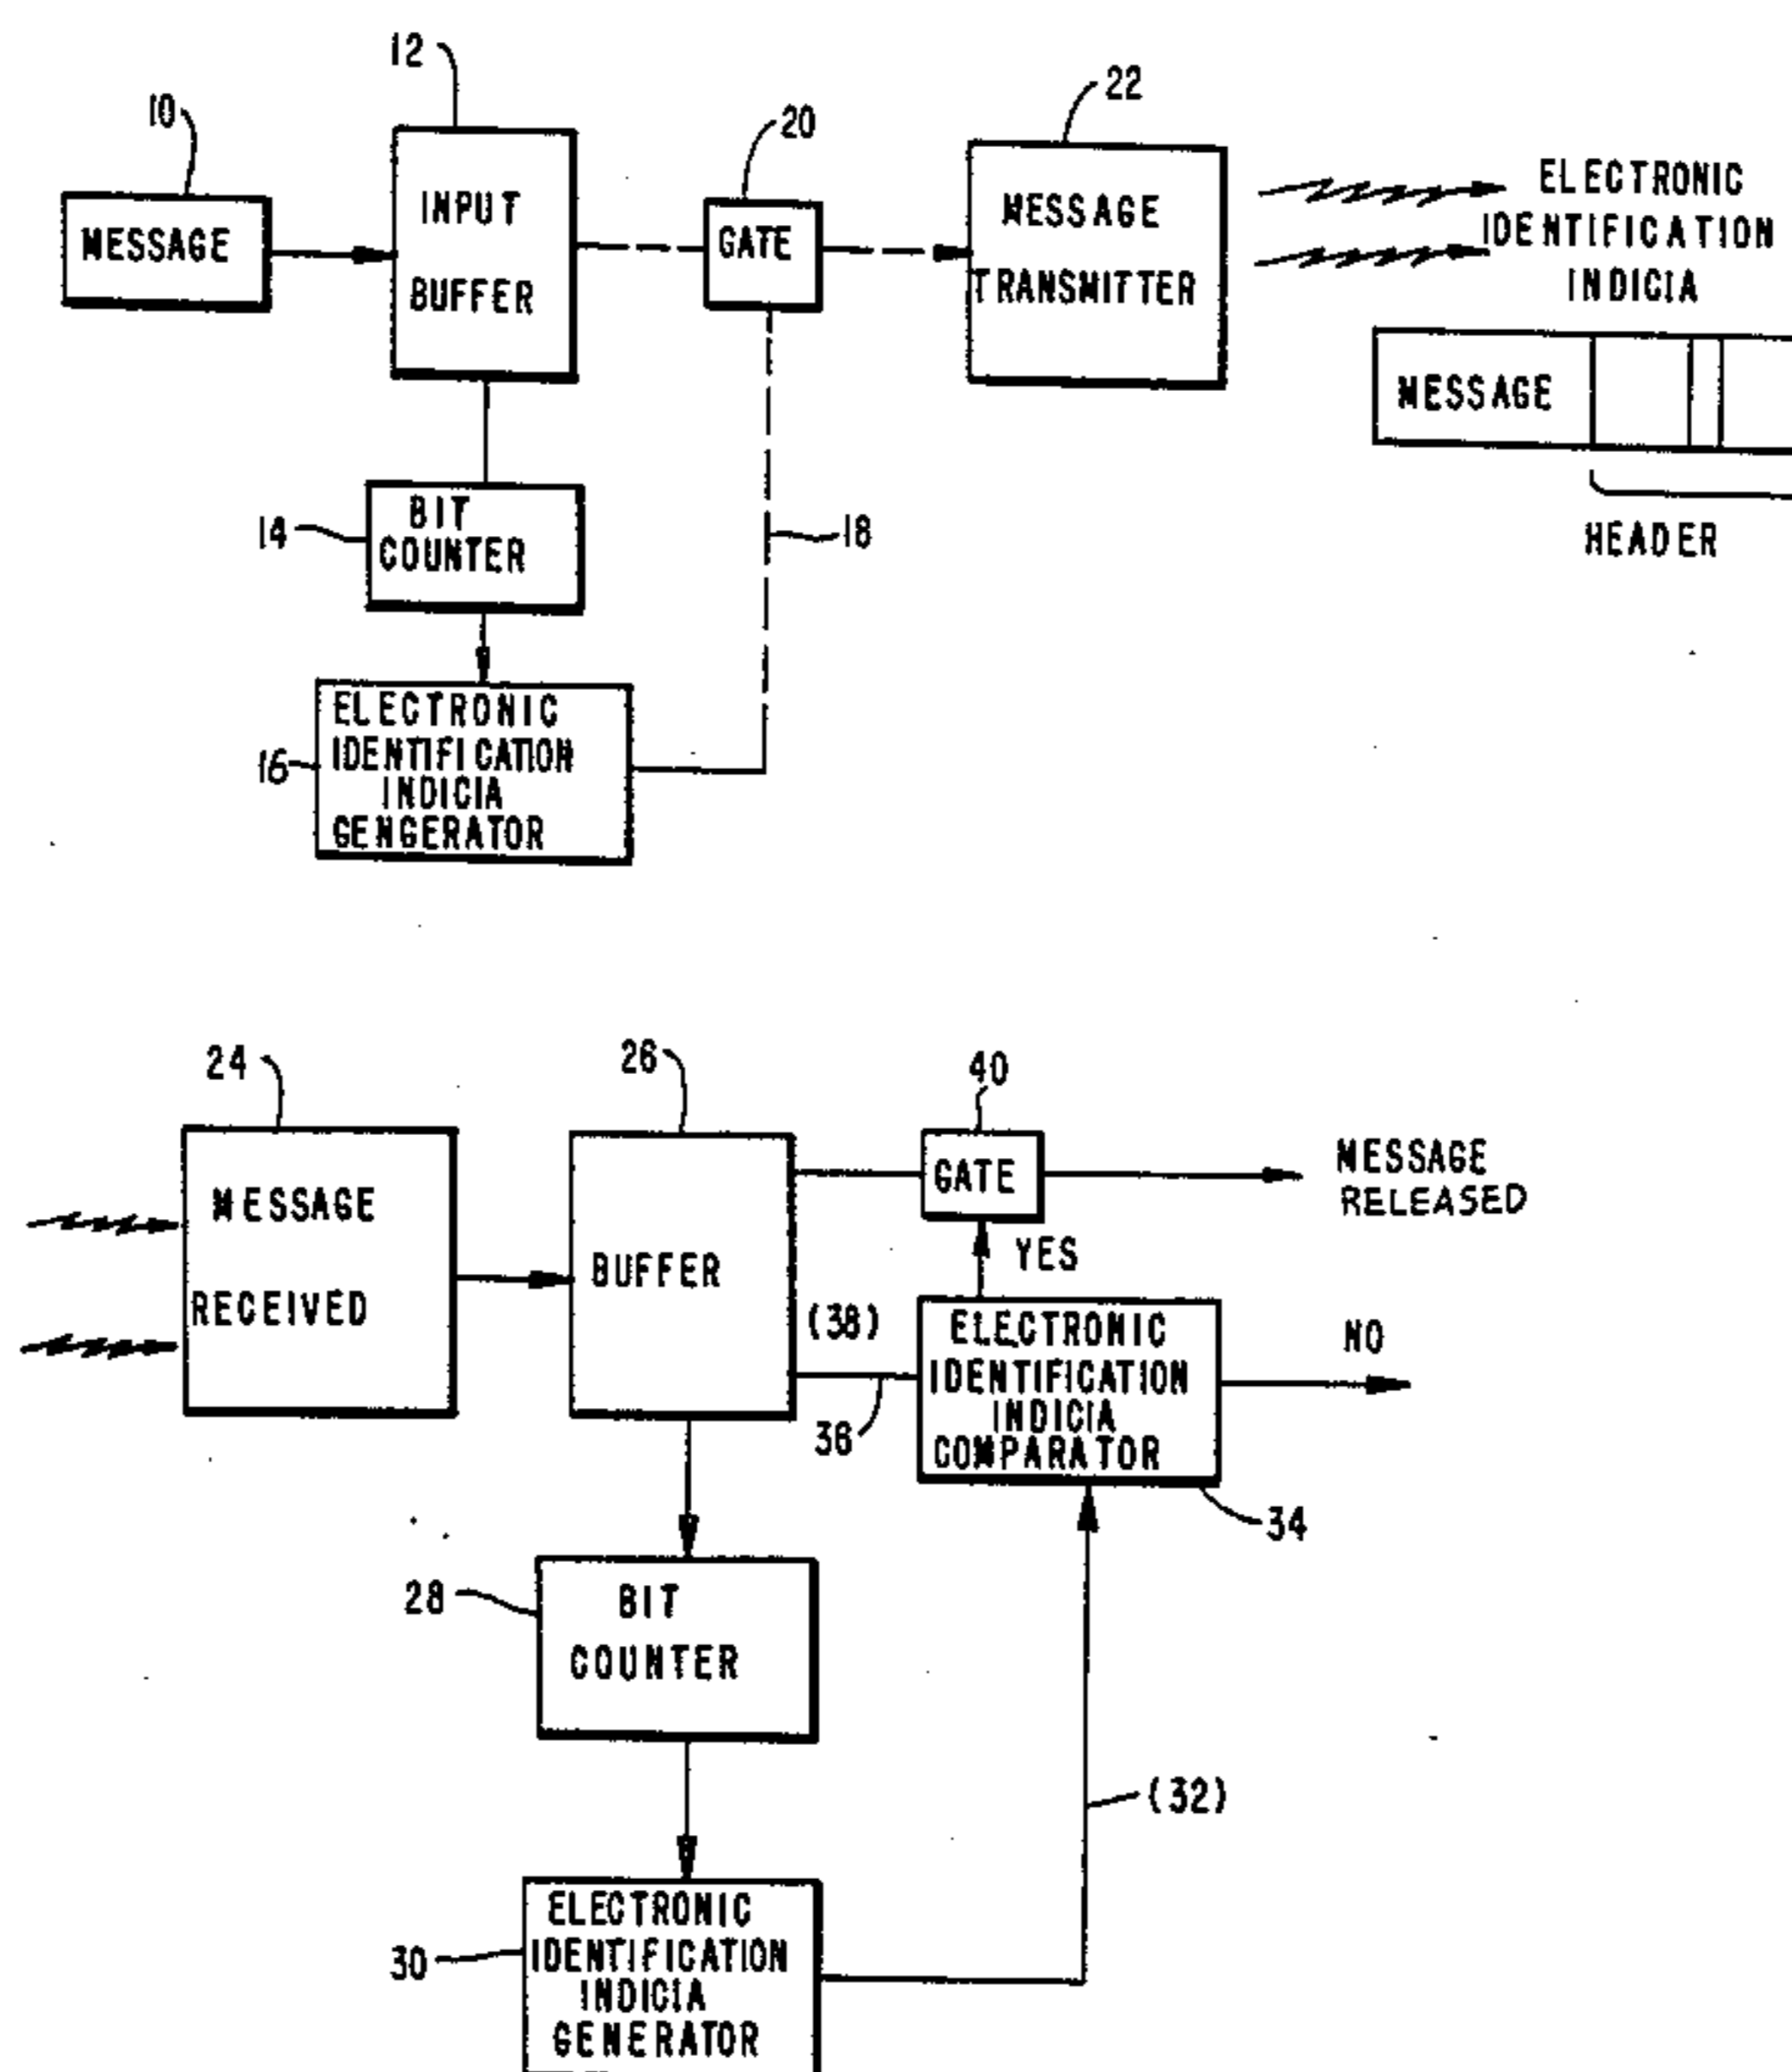 12
10
20
22
MESSAGE
INPUT
BUFFER
GATE
MESSAGE
TRANSMITTER
ELECTRONIC
IDENTIFICATION
INDICIA
MESSAGE
HEADER
14
BIT
COUNTER
18
16
ELECTRONIC
IDENTIFICATION
INDICIA
GENGERATOR
24
26
40
MESSAGE
RECEIVED
BUFFER
GATE
MESSAGE
RELEASED
YES
(38)
36
ELECTRONIC
IDENTIFICATION
INDICIA
COMPARATOR
NO
34
28
BIT
COUNTER
(32)
30
ELECTRONIC
IDENTIFICATION
INDICIA
GENERATOR